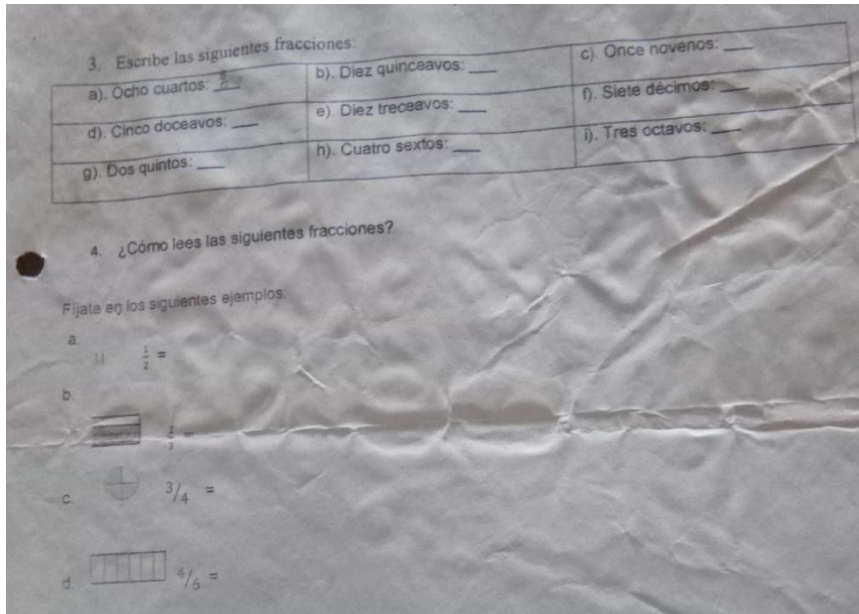 3. Escribe las siguientes fracciones:
a). Ocho cuartos: 8/ b). Diez quinceavos: ____ c). Once novenos: ____
d). Cinco doceavos: ____ e). Diez treceavos: ____ f). Siete décimos: ____
g). Dos quintos: ____ h). Cuatro sextos: ____ i). Tres octavos: ____
4. ¿Cómo lees las siguientes fracciones?
Fíjate en los siguientes ejemplos:
a.
1/2 =
b.
2/3 =
c. 3/4 =
d. 4/6 =